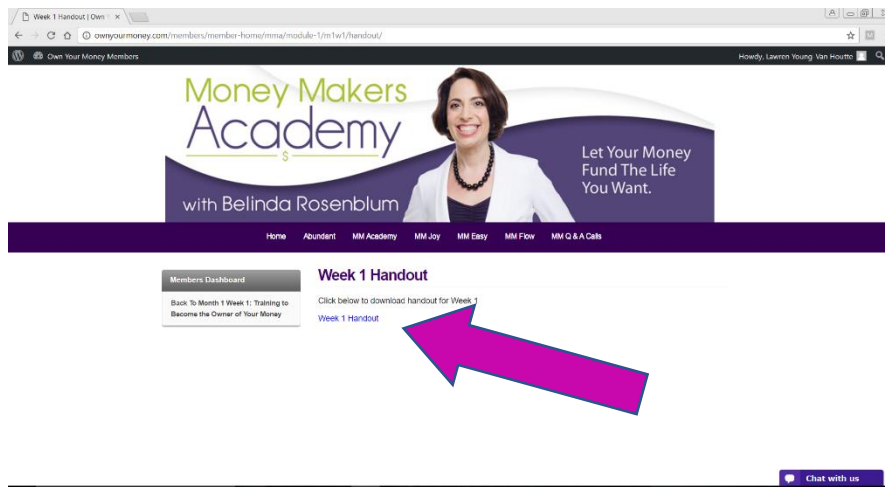 Week 1 Handout | Own
ownyourmoney.com/members/member-home/mma/module-1/m1w1/handout/
Own Your Money Members
Howdy, Lawren Young Van Houtte
Money Makers
Academy
$
with Belinda Rosenblum
Let Your Money
Fund The Life
You Want.
Home Abundant MM Academy MM Joy MM Easy MM Flow MM Q & A Calls
Members Dashboard
Back To Month 1 Week 1: Training to
Become the Owner of Your Money
Week 1 Handout
Click below to download handout for Week 1
Week 1 Handout
Chat with us